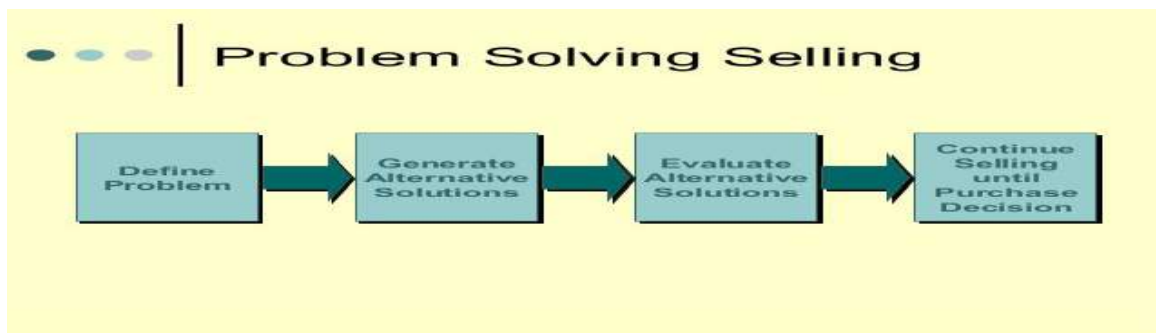 Problem Solving Selling
Define
Problem
Generate
Alternative
Solutions
Evaluate
Alternative
Solutions
Continue
Selling
until
Purchase
Decision